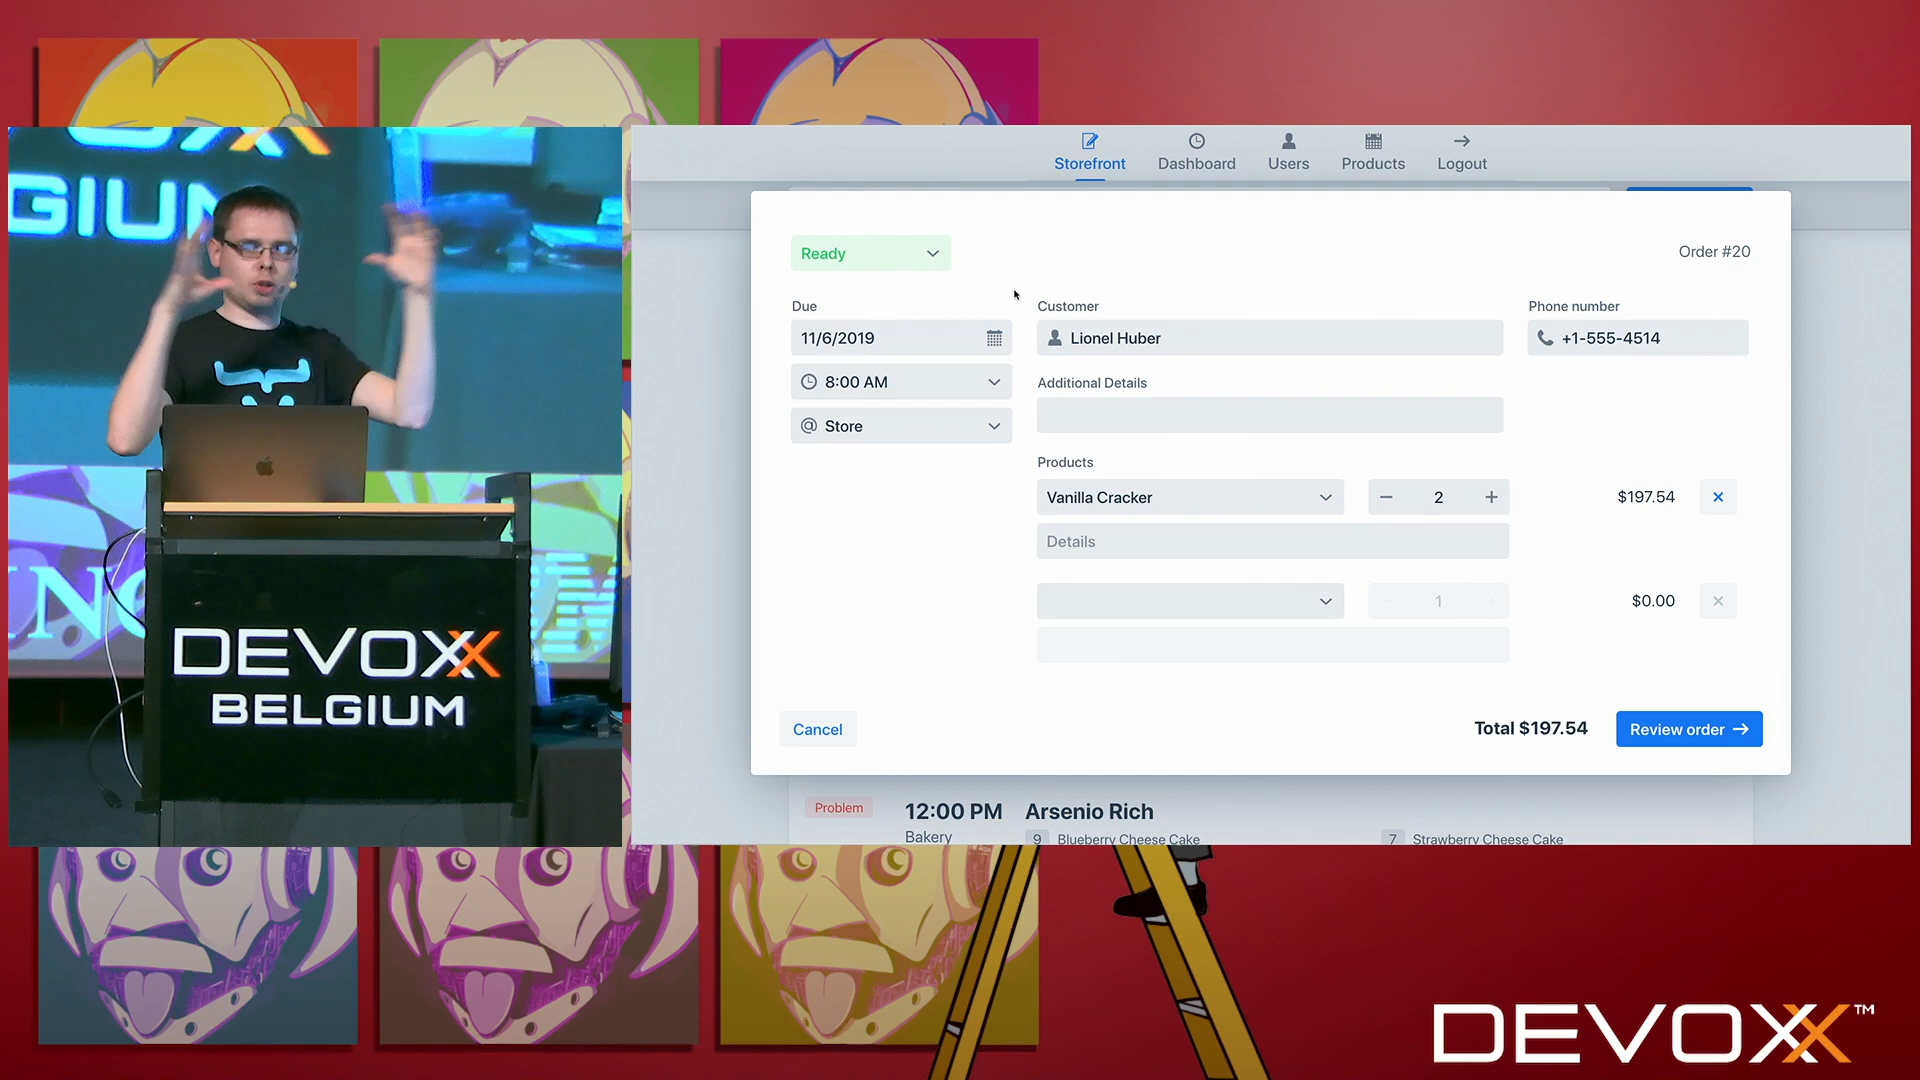 GIUM
Storefront
Dashboard
Users
Products
Logout
Ready
Order #20
Due
Customer
Phone number
11/6/2019
Lionel Huber
+1-555-4514
8:00 AM
Additional Details
@ Store
Products
Vanilla Cracker
2
$197.54
Details
1
$0.00
Cancel
Total $197.54
Review order
Problem
12:00 PM
Arsenio Rich
Bakery
9
Blueberry Cheese Cake
7
Strawberry Cheese Cake
DEVOXX
BELGIUM
DEVOXX™